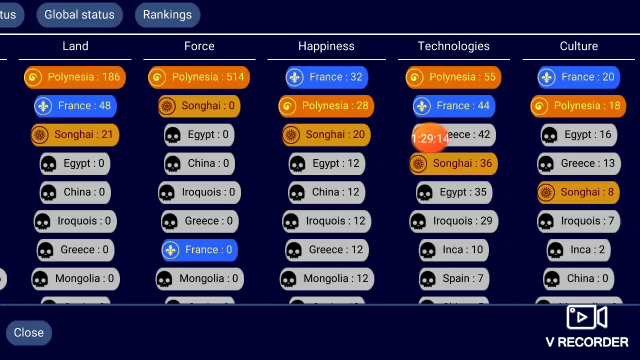 tus Global status Rankings
Land Force Happiness Technologies Culture
Polynesia : 186 Polynesia : 514 France : 32 Polynesia : 55 France : 20
France : 48 Songhai : 0 Polynesia : 28 France : 44 Polynesia : 18
Songhai : 21 Egypt : 0 Songhai : 20 1:29:14 eece : 42 Egypt : 16
Egypt : 0 China : 0 Egypt : 12 Songhai : 36 Greece : 13
China : 0 Iroquois : 0 China : 12 Egypt : 35 Songhai : 8
Iroquois : 0 Greece : 0 Iroquois : 12 Iroquois : 29 Iroquois : 7
Greece : 0 France : 0 Greece : 12 Inca : 10 Inca : 2
Mongolia : 0 Mongolia : 0 Mongolia : 12 Spain : 7 China : 0
Close
V RECORDER